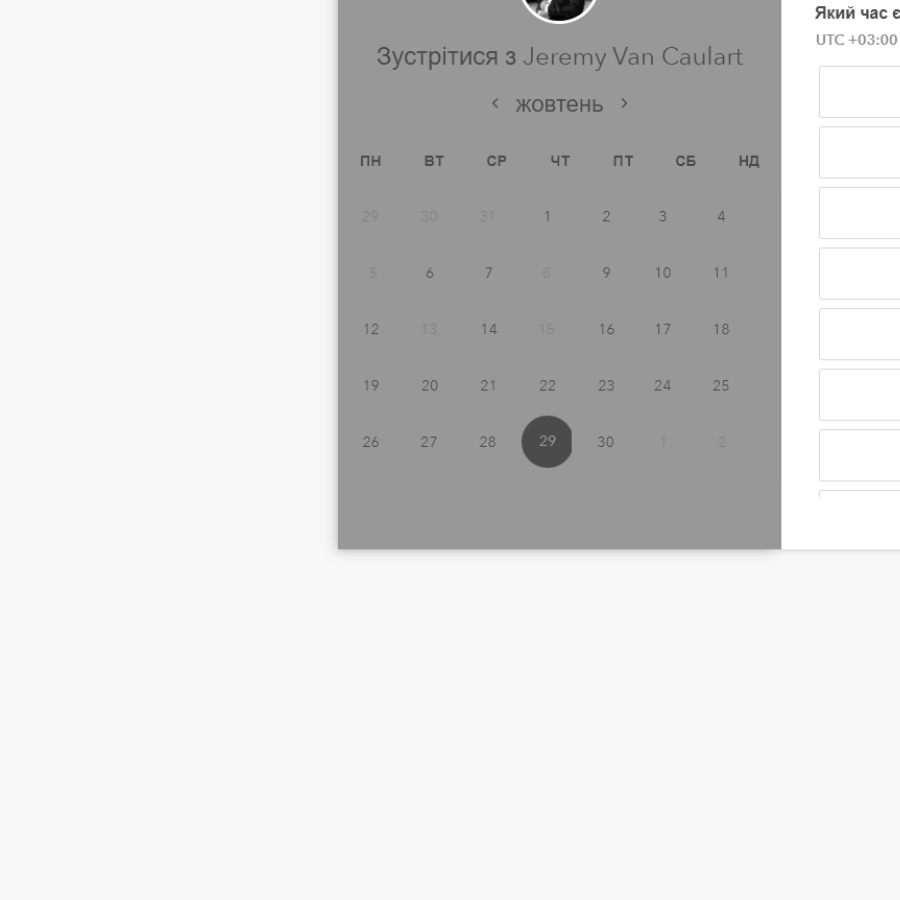 Який час є
UTC +03:00
Зустрітися з Jeremy Van Caulart
‹ жовтень ›
ПН ВТ СР ЧТ ПТ СБ НД
29 30 31 1 2 3 4
5 6 7 8 9 10 11
12 13 14 15 16 17 18
19 20 21 22 23 24 25
26 27 28 29 30 1 2